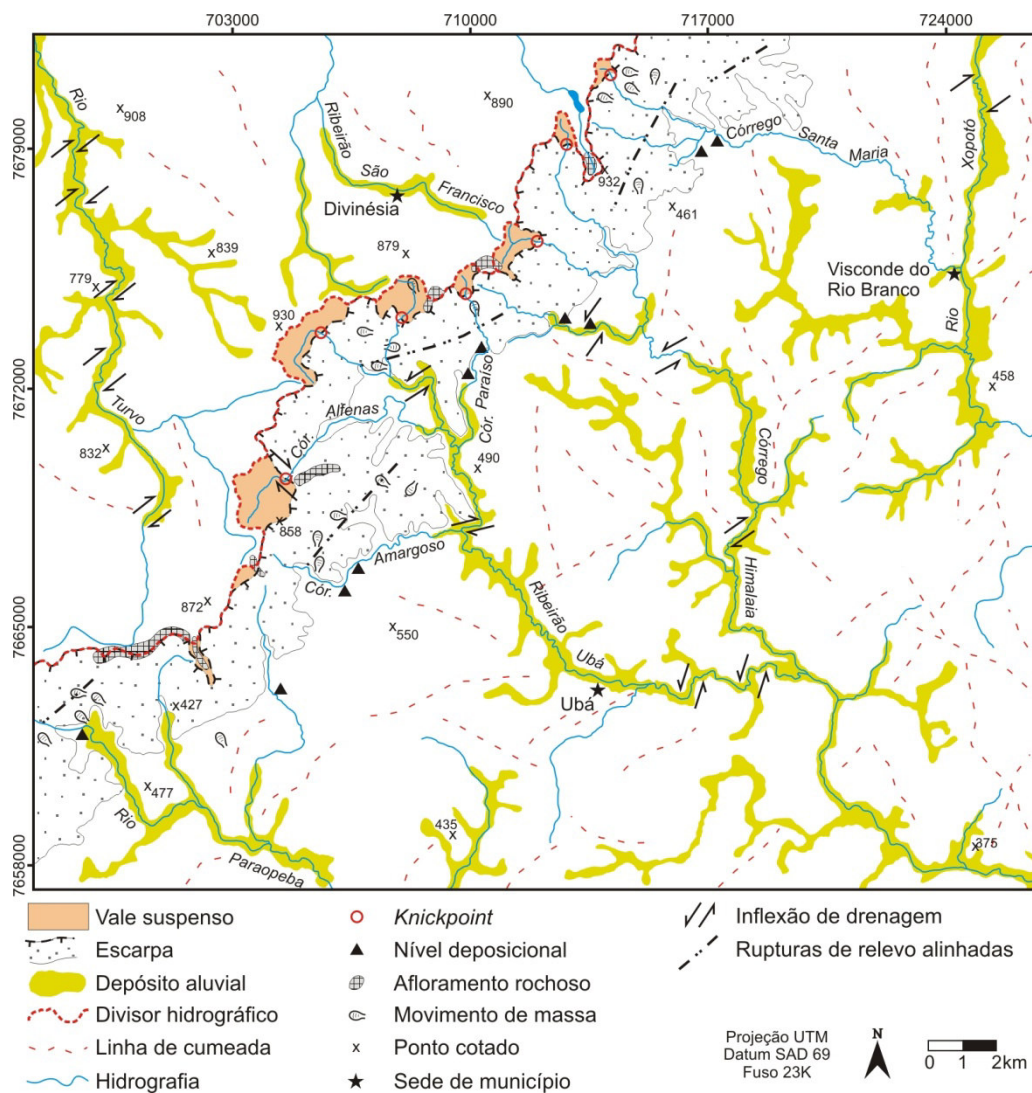 703000
710000
717000
724000
7679000
7672000
7665000
7658000
Rio
908
Ribeirão
890
São
Francisco
Divinésia
932
Córrego
Santa
Maria
461
Xopotó
839
879
779
930
Visconde do
Rio Branco
Rio
458
Turvo
832
Alfenas
Cór.
Cór. Paraíso
490
Córrego
858
Amargoso
Cór.
872
550
Himalaia
Ribeirão
Ubá
Ubá
427
477
Rio
Paraopeba
435
375
Vale suspenso
Escarpa
Depósito aluvial
Divisor hidrográfico
Linha de cumeada
Hidrografia
Knickpoint
Nível deposicional
Afloramento rochoso
Movimento de massa
Ponto cotado
Sede de município
Inflexão de drenagem
Rupturas de relevo alinhadas
Projeção UTM
Datum SAD 69
Fuso 23K
N
0 1 2km